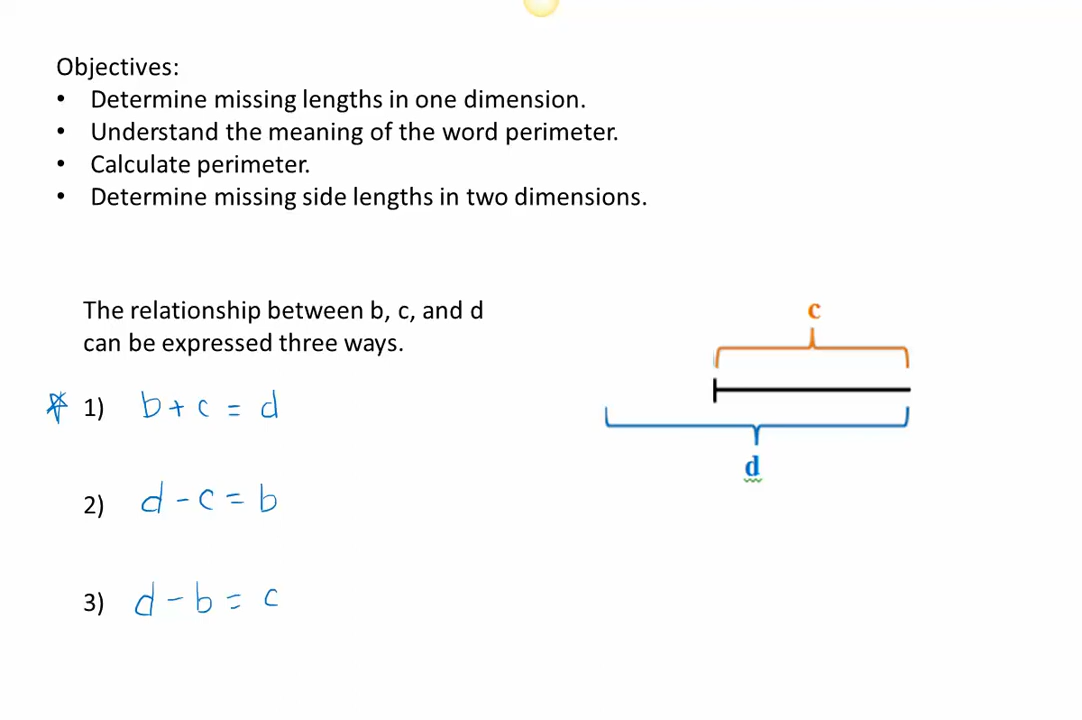 Objectives:
• Determine missing lengths in one dimension.
• Understand the meaning of the word perimeter.
• Calculate perimeter.
• Determine missing side lengths in two dimensions.
The relationship between b, c, and d
can be expressed three ways.
1) b + c = d
2) d - c = b
3) d - b = c
c
d